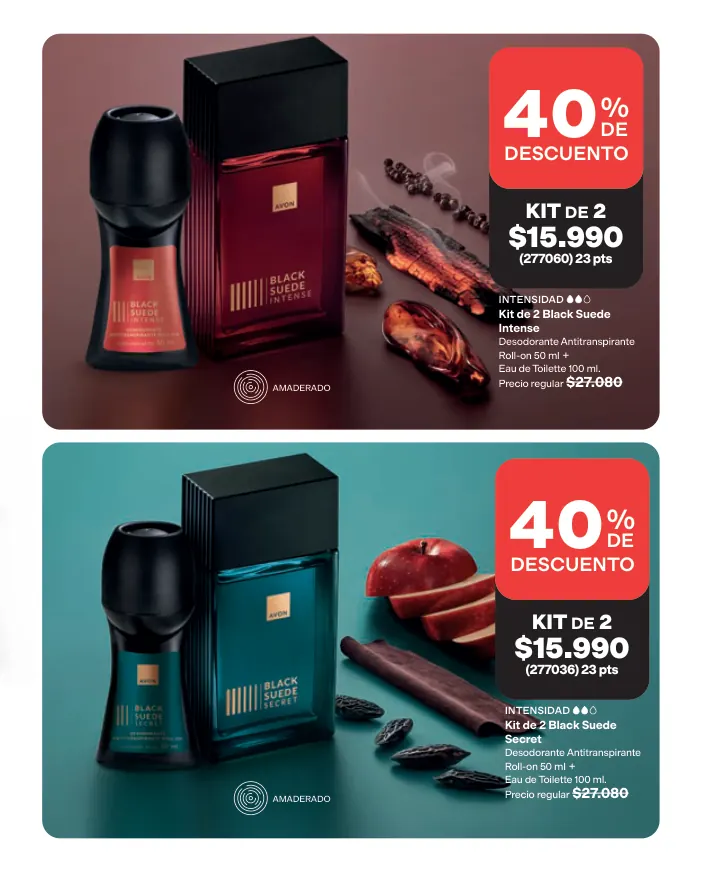 40% DE
DESCUENTO
KIT DE 2
$15.990
(277060) 23 pts
AVON
BLACK
SUEDE
INTENSE
AVON
BLACK
SUEDE
INTENSE
INTENSIDAD
Kit de 2 Black Suede
Intense
Desodorante Antitranspirante
Roll-on 50 ml +
Eau de Toilette 100 ml.
Precio regular $27.080
AMADERADO
40% DE
DESCUENTO
KIT DE 2
$15.990
(277036) 23 pts
AVON
BLACK
SUEDE
SECRET
AVON
BLACK
SUEDE
SECRET
INTENSIDAD
Kit de 2 Black Suede
Secret
Desodorante Antitranspirante
Roll-on 50 ml +
Eau de Toilette 100 ml.
Precio regular $27.080
AMADERADO